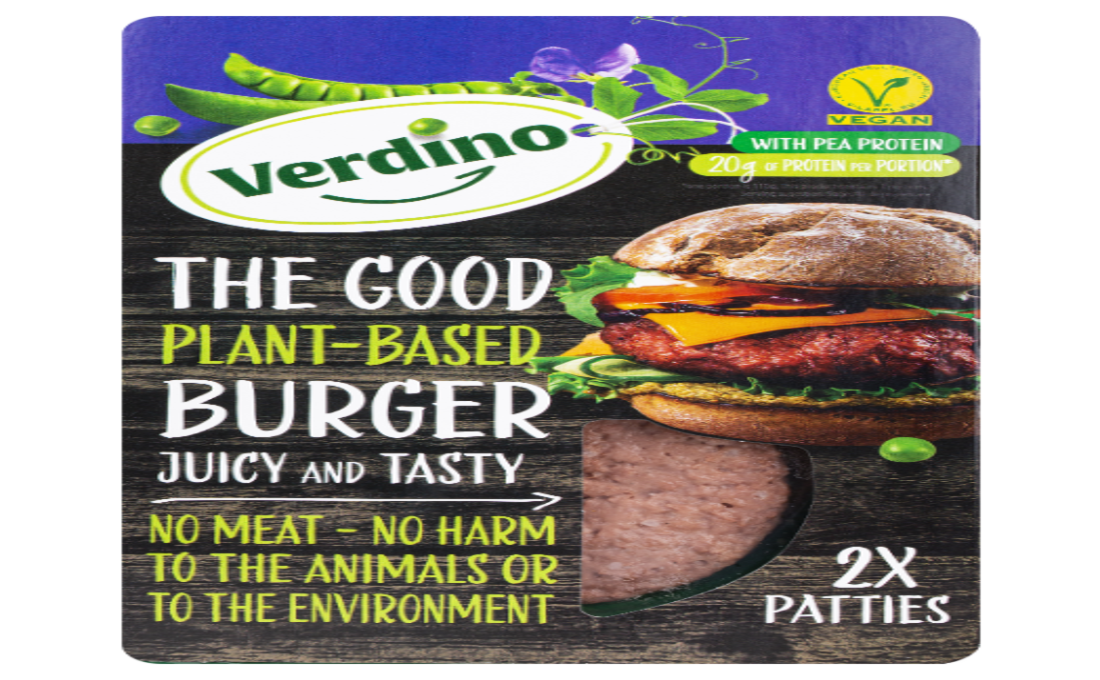 Verdino
VEGAN
WITH PEA PROTEIN
20g OF PROTEIN PER PORTION*
THE GOOD
PLANT-BASED
BURGER
JUICY AND TASTY
NO MEAT - NO HARM
TO THE ANIMALS OR
TO THE ENVIRONMENT
2X
PATTIES